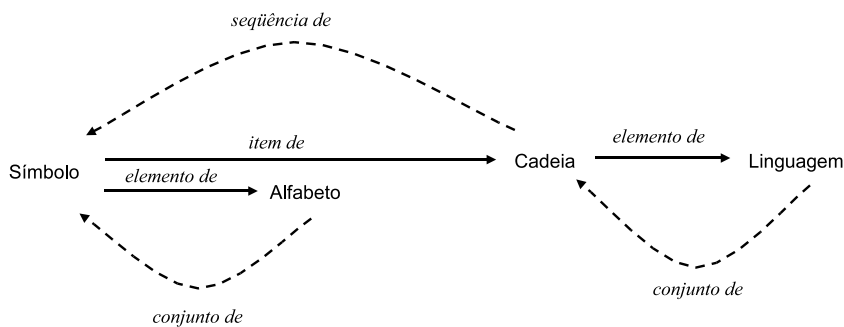 seqüência de
item de
elemento de
Símbolo
Cadeia
Linguagem
elemento de
Alfabeto
conjunto de
conjunto de